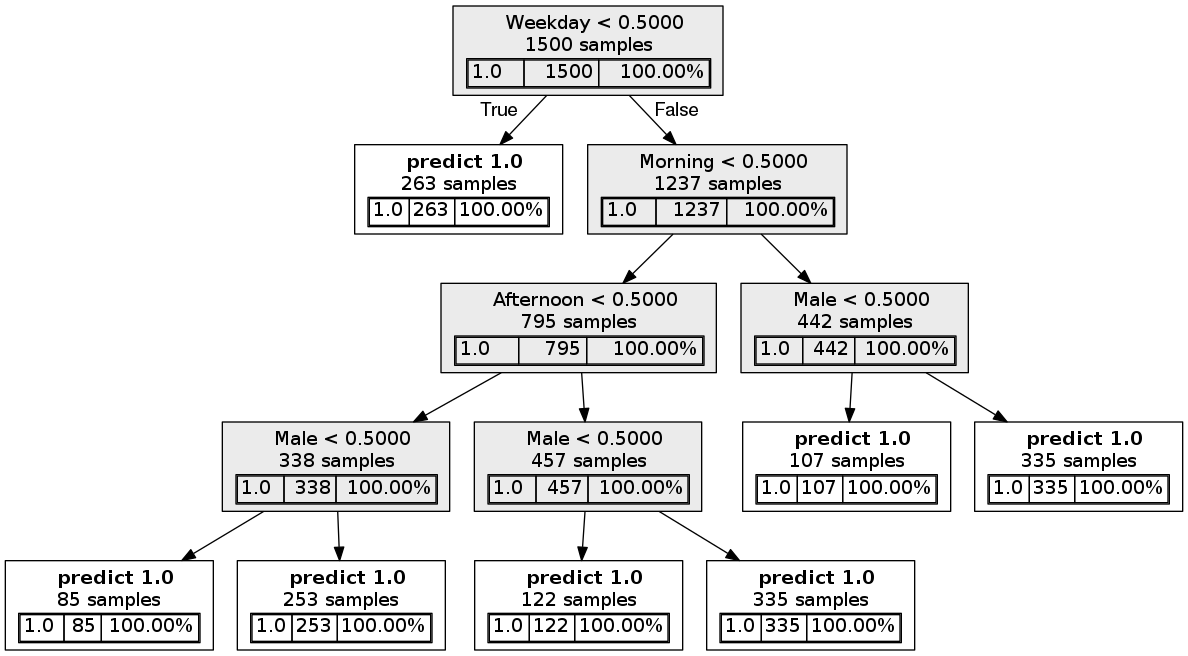 Weekday < 0.5000
1500 samples
1.0 1500 100.00%
True
False
predict 1.0
263 samples
1.0 263 100.00%
Morning < 0.5000
1237 samples
1.0 1237 100.00%
Afternoon < 0.5000
795 samples
1.0 795 100.00%
Male < 0.5000
442 samples
1.0 442 100.00%
Male < 0.5000
338 samples
1.0 338 100.00%
Male < 0.5000
457 samples
1.0 457 100.00%
predict 1.0
107 samples
1.0 107 100.00%
predict 1.0
335 samples
1.0 335 100.00%
predict 1.0
85 samples
1.0 85 100.00%
predict 1.0
253 samples
1.0 253 100.00%
predict 1.0
122 samples
1.0 122 100.00%
predict 1.0
335 samples
1.0 335 100.00%